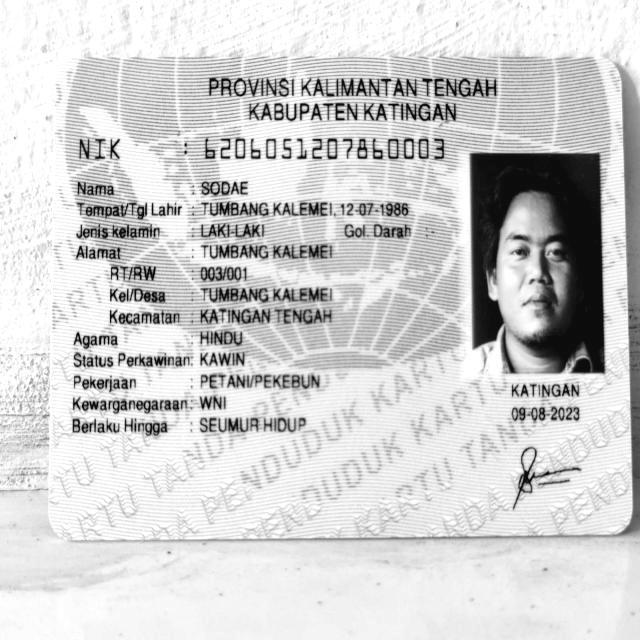 PROVINSI KALIMANTAN TENGAH
KABUPATEN KATINGAN
NIK : 6206051207860003
Nama : SODAE
Tempat/Tgl Lahir : TUMBANG KALEMEI, 12-07-1986
Jenis kelamin : LAKI-LAKI Gol. Darah :-
Alamat : TUMBANG KALEMEI
RT/RW : 003/001
Kel/Desa : TUMBANG KALEMEI
Kecamatan : KATINGAN TENGAH
Agama : HINDU
Status Perkawinan: KAWIN
Pekerjaan : PETANI/PEKEBUN
Kewarganegaraan: WNI
Berlaku Hingga : SEUMUR HIDUP
KATINGAN
09-08-2023
KARTU TANDA PENDUDUK KARTU TANDA PENDUDUK